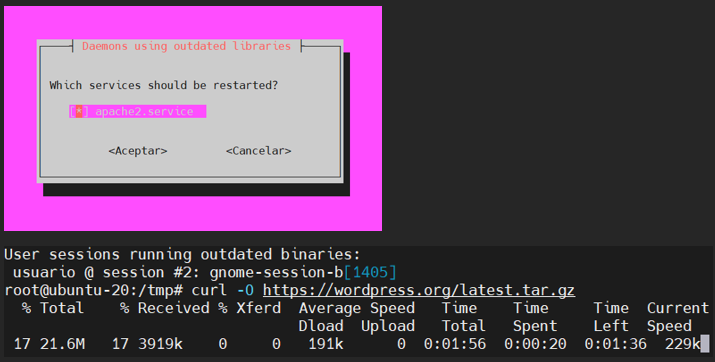 Daemons using outdated libraries
Which services should be restarted?
[*] apache2.service
<Aceptar> <Cancelar>
User sessions running outdated binaries:
usuario @ session #2: gnome-session-b[1405]
root@ubuntu-20:/tmp# curl -O https://wordpress.org/latest.tar.gz
% Total % Received % Xferd Average Speed Time Time Time Current
Dload Upload Total Spent Left Speed
17 21.6M 17 3919k 0 0 191k 0 0:01:56 0:00:20 0:01:36 229k